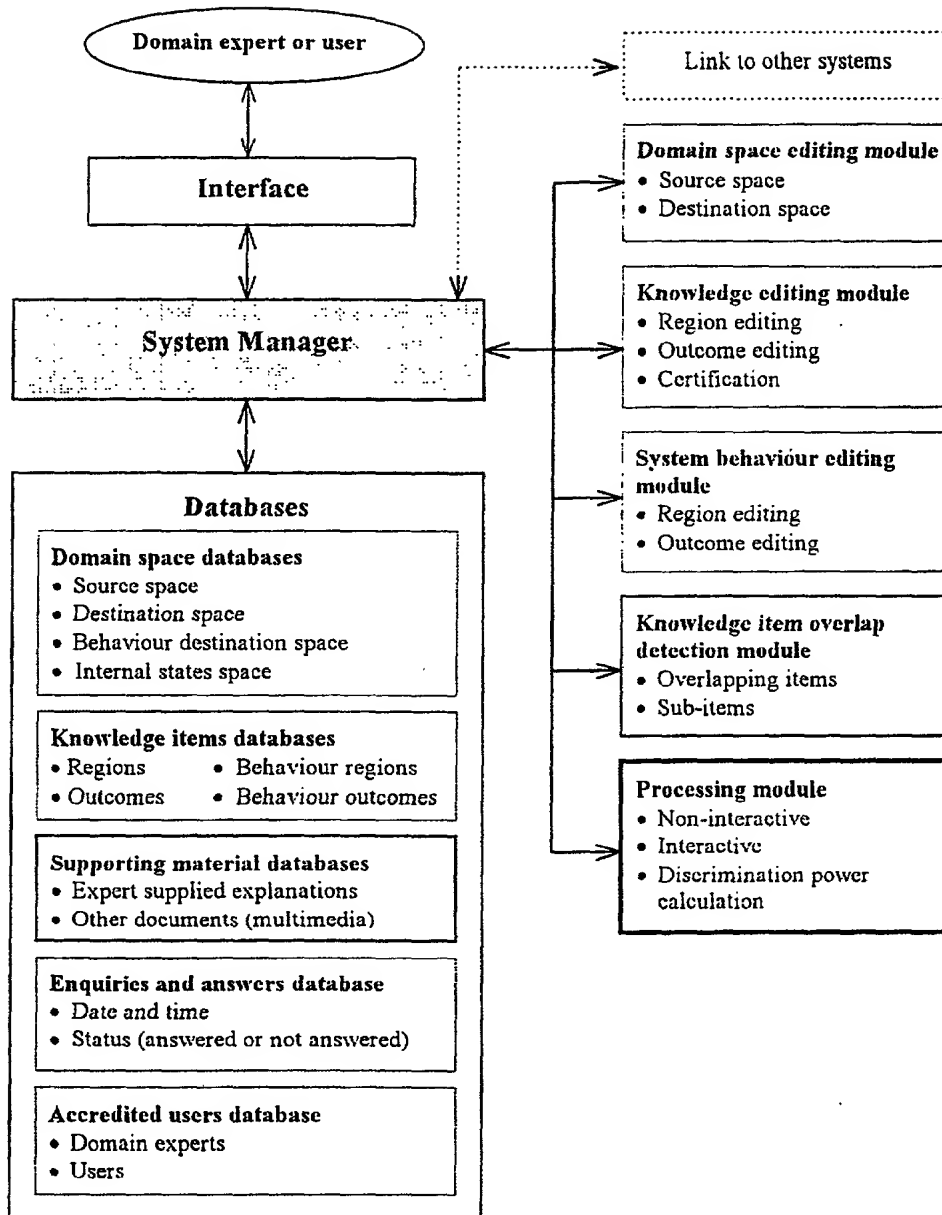 Domain expert or user
Link to other systems
Interface
System Manager
Domain space editing module
• Source space
• Destination space
Knowledge editing module
• Region editing
• Outcome editing
• Certification
System behaviour editing
module
• Region editing
• Outcome editing
Knowledge item overlap
detection module
• Overlapping items
• Sub-items
Processing module
• Non-interactive
• Interactive
• Discrimination power
calculation
Databases
Domain space databases
• Source space
• Destination space
• Behaviour destination space
• Internal states space
Knowledge items databases
• Regions • Behaviour regions
• Outcomes • Behaviour outcomes
Supporting material databases
• Expert supplied explanations
• Other documents (multimedia)
Enquiries and answers database
• Date and time
• Status (answered or not answered)
Accredited users database
• Domain experts
• Users